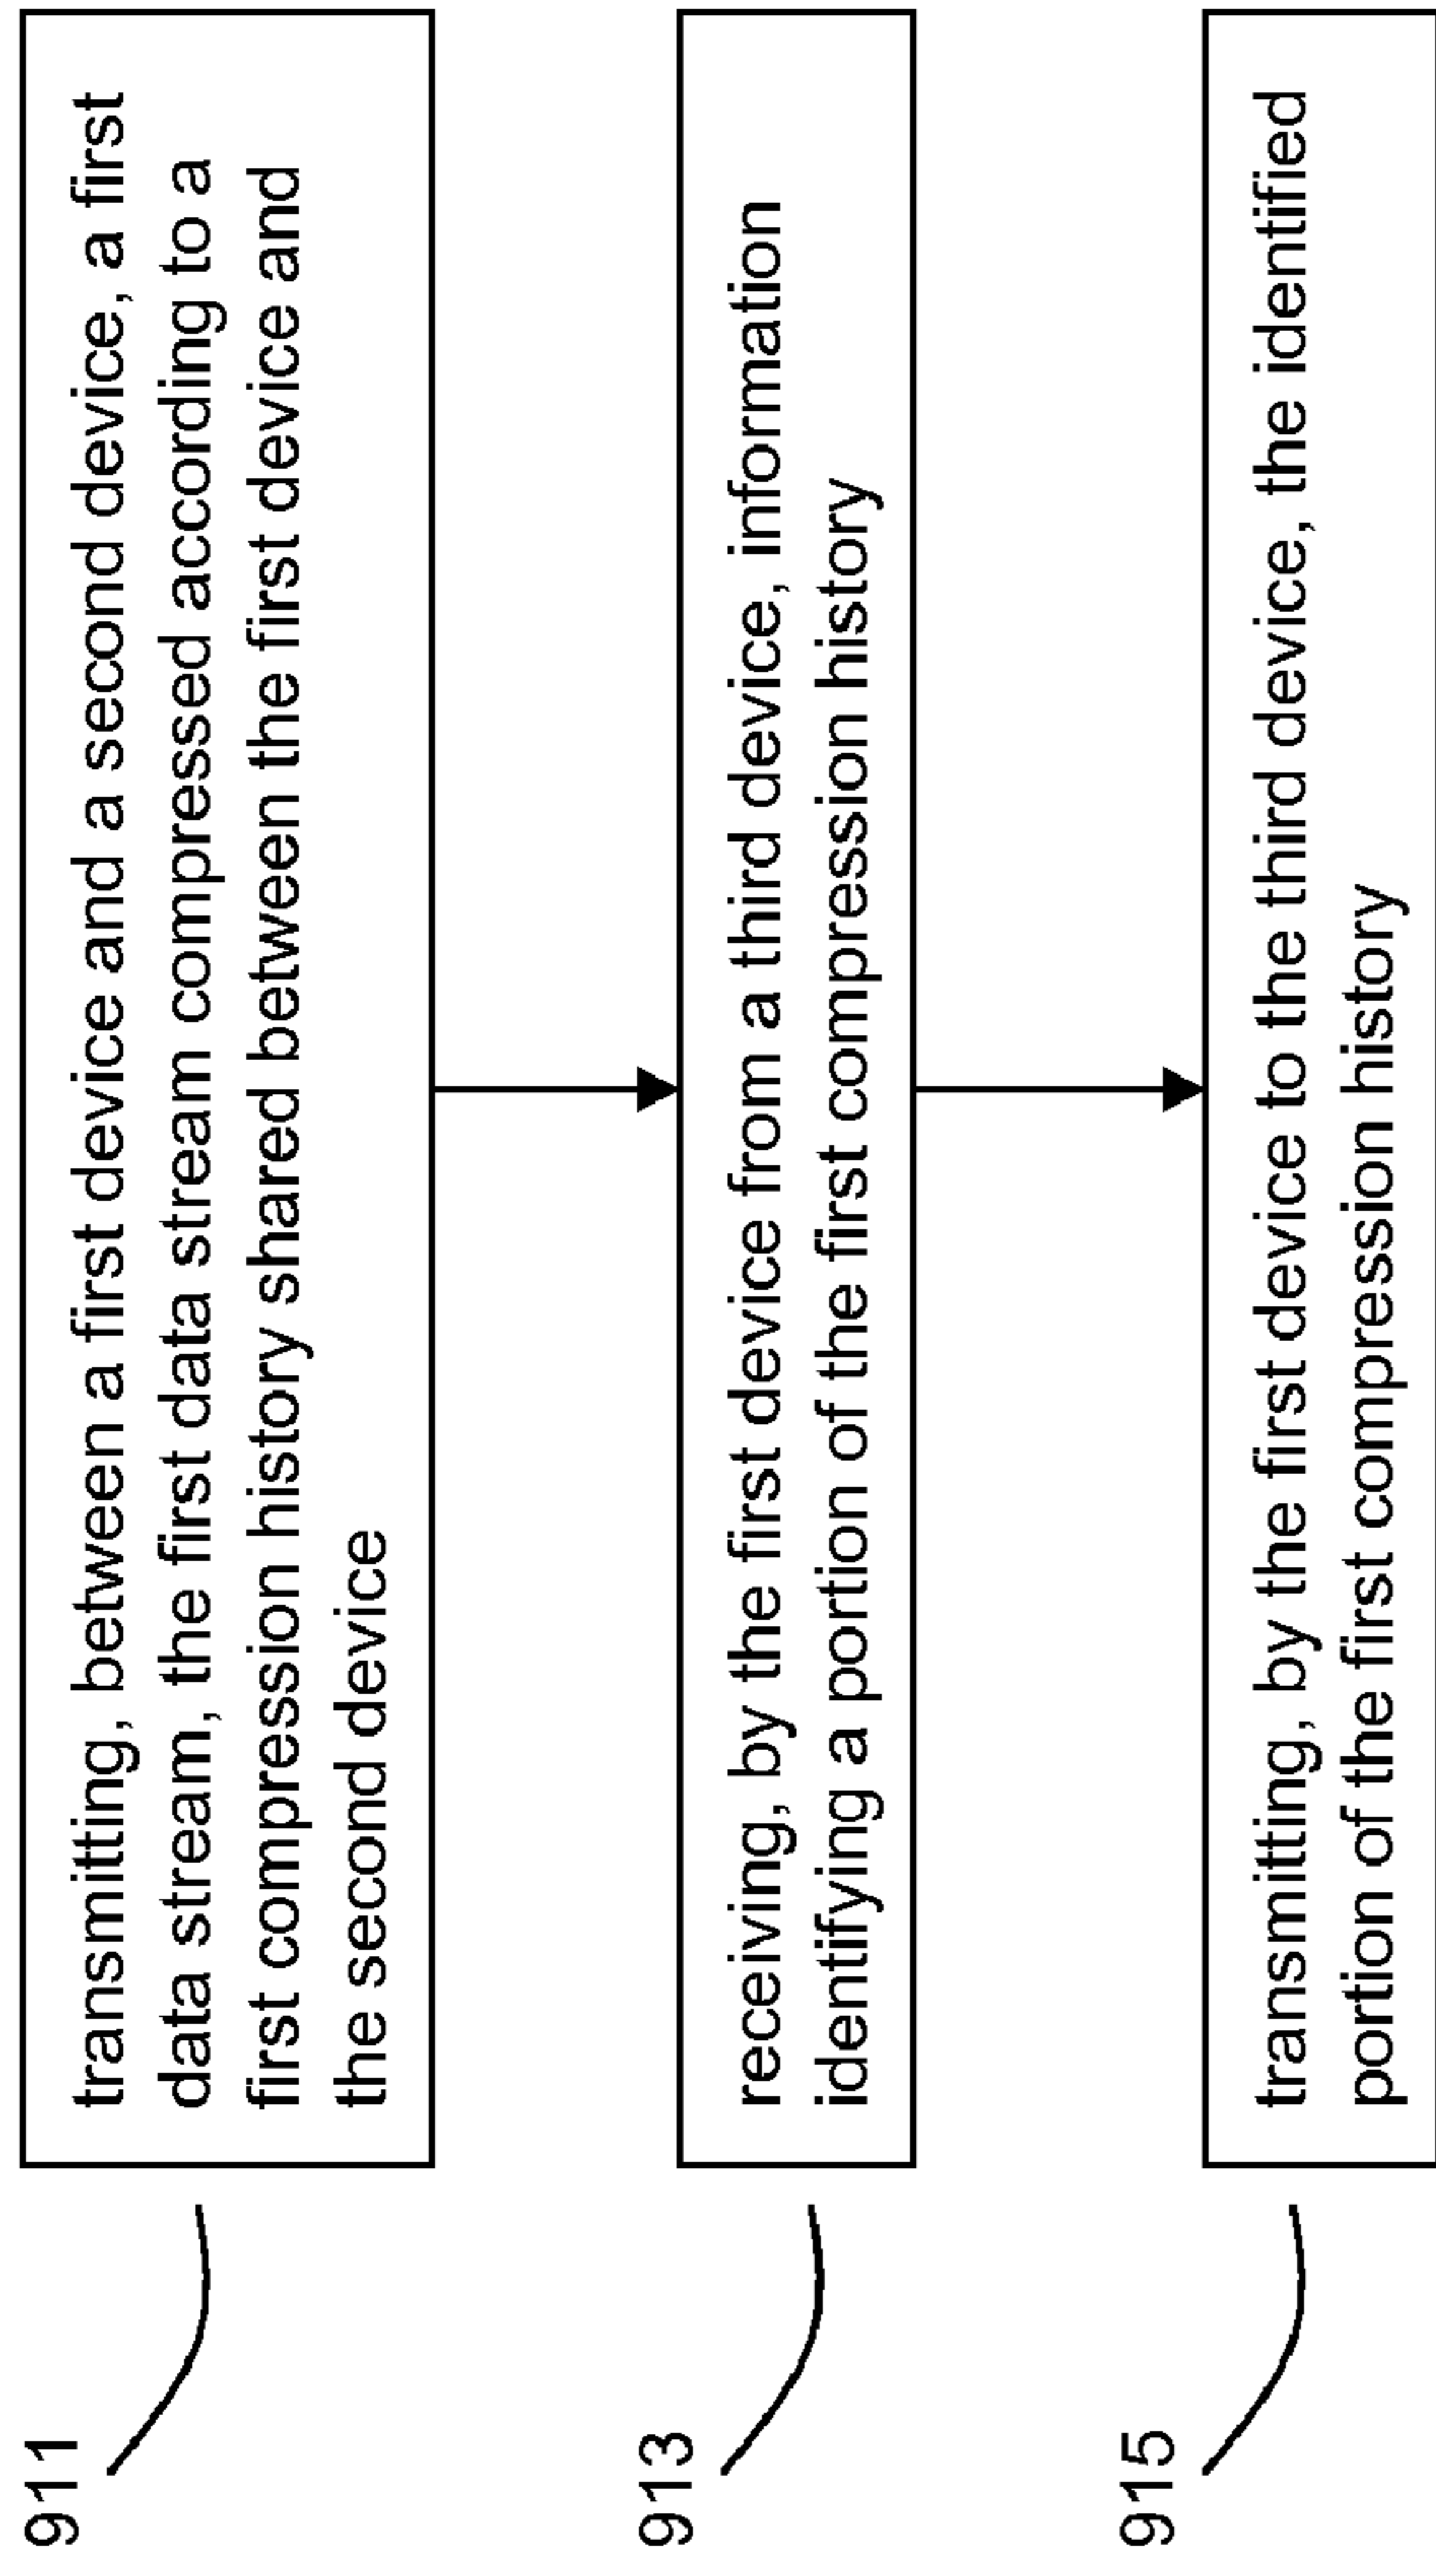 911
transmitting, between a first device and a second device, a first
data stream, the first data stream compressed according to a
first compression history shared between the first device and
the second device
913
receiving, by the first device from a third device, information
identifying a portion of the first compression history
915
transmitting, by the first device to the third device, the identified
portion of the first compression history